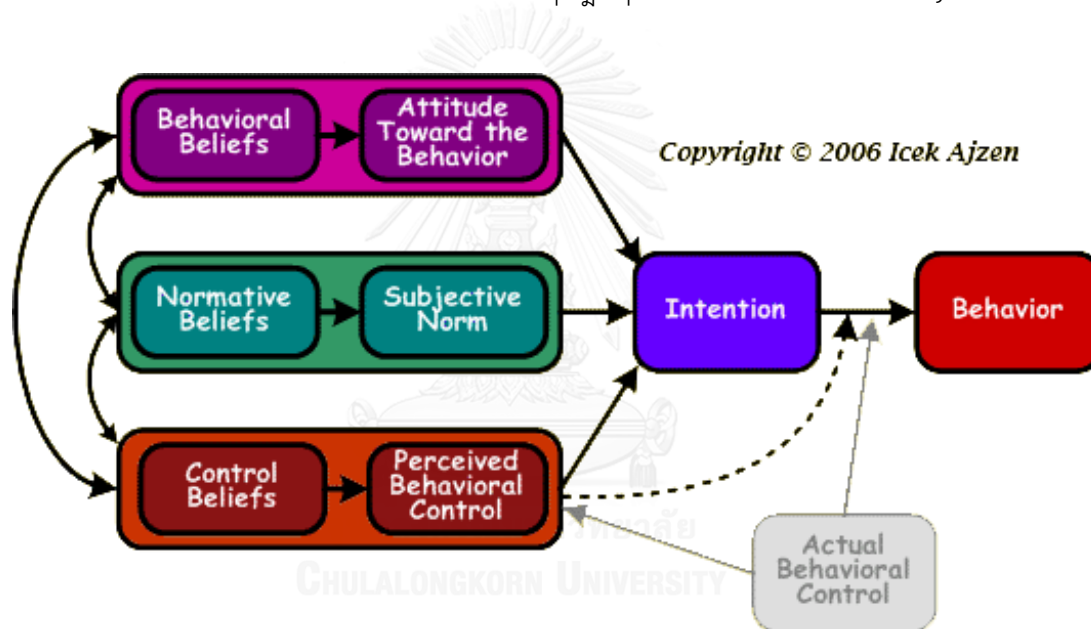 Behavioral
Beliefs
Attitude
Toward the
Behavior
Copyright © 2006 Icek Ajzen
Normative
Beliefs
Subjective
Norm
Intention
Behavior
Control
Beliefs
Perceived
Behavioral
Control
Actual
Behavioral
Control
CHULALONGKORN UNIVERSITY